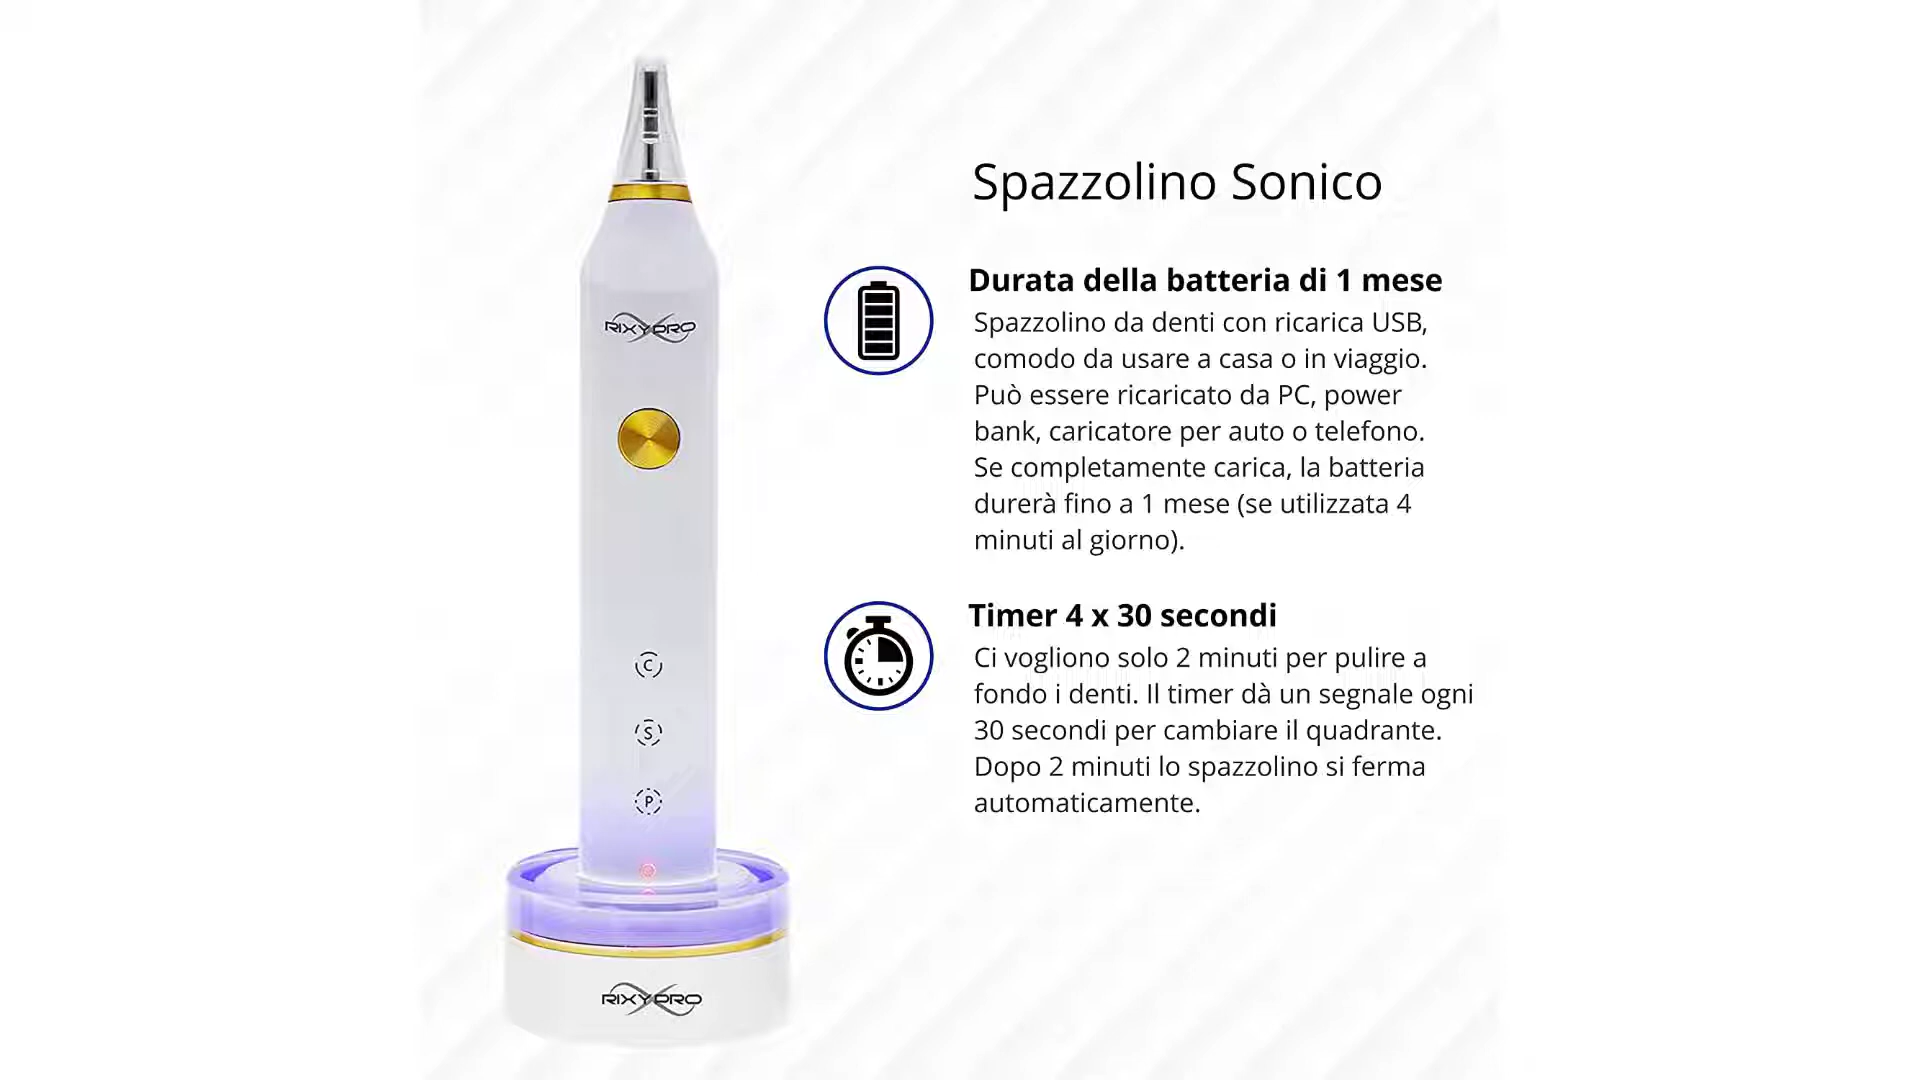 Spazzolino Sonico
Durata della batteria di 1 mese
Spazzolino da denti con ricarica USB,
comodo da usare a casa o in viaggio.
Può essere ricaricato da PC, power
bank, caricatore per auto o telefono.
Se completamente carica, la batteria
durerà fino a 1 mese (se utilizzata 4
minuti al giorno).
Timer 4 x 30 secondi
Ci vogliono solo 2 minuti per pulire a
fondo i denti. Il timer dà un segnale ogni
30 secondi per cambiare il quadrante.
Dopo 2 minuti lo spazzolino si ferma
automaticamente.
RIXYPRO
C
S
P
RIXYPRO